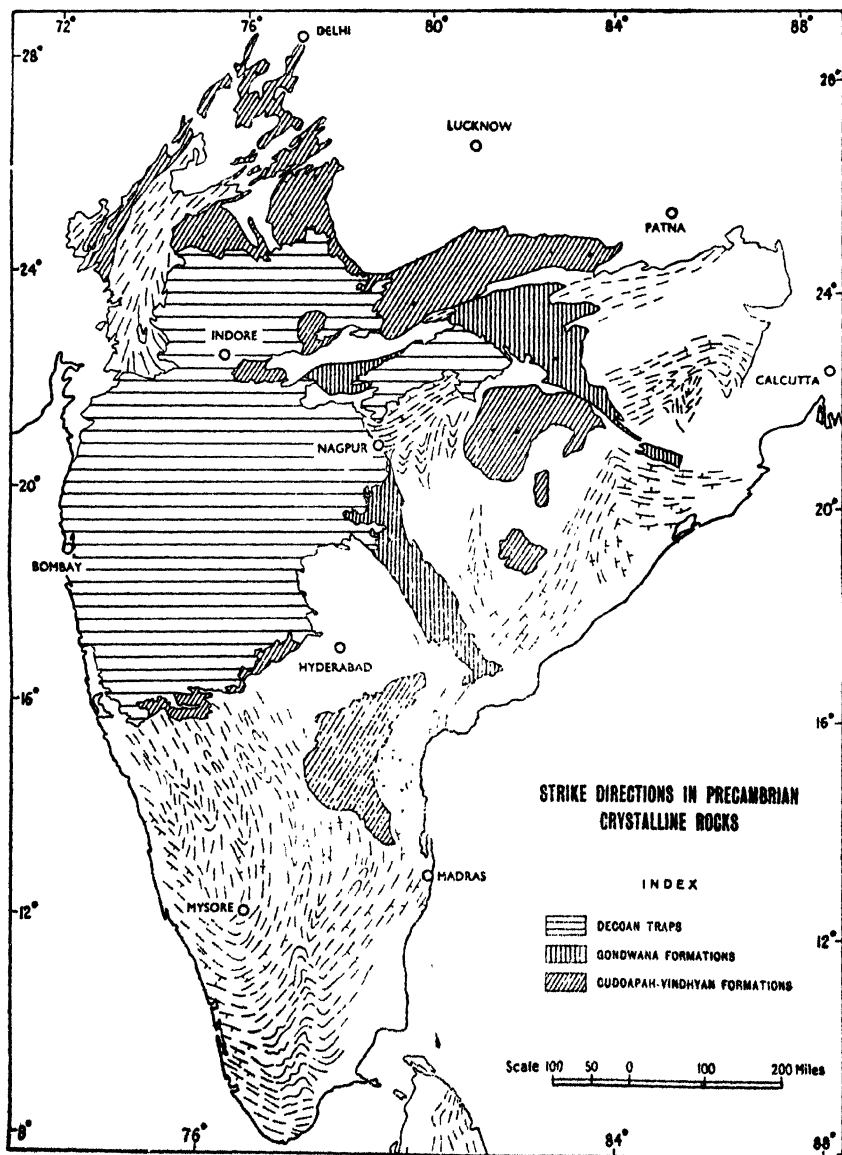 72° 76° 80° 84° 88°
28°
DELHI
26°
LUCKNOW
PATNA
24°
24°
INDORE
CALCUTTA
NAGPUR
20°
20°
BOMBAY
HYDERABAD
16°
16°
STRIKE DIRECTIONS IN PRECAMBRIAN
CRYSTALLINE ROCKS
INDEX
MADRAS
MYSORE
12°
12°
DECOAN TRAPS
GONDWANA FORMATIONS
CUDDAPAH-VINDHYAN FORMATIONS
Scale 100 50 0 100 200 Miles
8° 76° 84° 88°